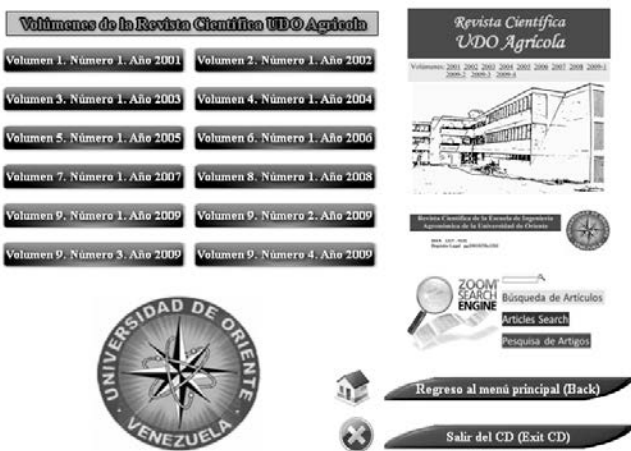 Volúmenes de la Revista Científica UDO Agrícola
Volumen 1. Número 1. Año 2001
Volumen 2. Número 1. Año 2002
Volumen 3. Número 1. Año 2003
Volumen 4. Número 1. Año 2004
Volumen 5. Número 1. Año 2005
Volumen 6. Número 1. Año 2006
Volumen 7. Número 1. Año 2007
Volumen 8. Número 1. Año 2008
Volumen 9. Número 1. Año 2009
Volumen 9. Número 2. Año 2009
Volumen 9. Número 3. Año 2009
Volumen 9. Número 4. Año 2009
UNIVERSIDAD DE ORIENTE
VENEZUELA
Revista Científica
UDO Agrícola
Volúmenes: 2001 2002 2003 2004 2005 2006 2007 2008 2009-1
2009-2 2009-3 2009-4
Revista Científica de la Escuela de Ingeniería
Agronómica de la Universidad de Oriente
ZOOM
SEARCH
ENGINE
Búsqueda de Artículos
Articles Search
Pesquisa de Artigos
Regreso al menú principal (Back)
Salir del CD (Exit CD)